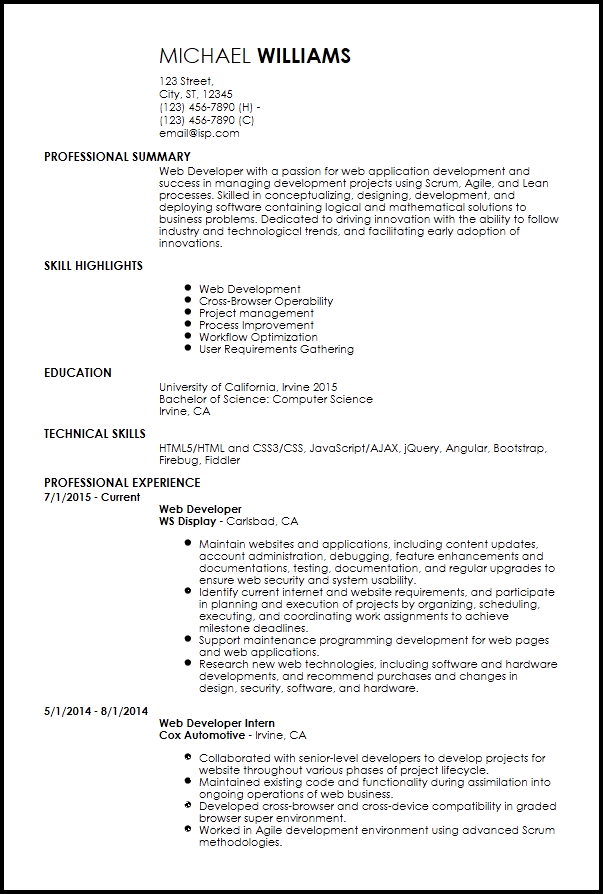 MICHAEL WILLIAMS
123 Street,
City, ST, 12345
(123) 456-7890 (H) -
(123) 456-7890 (C)
email@isp.com
PROFESSIONAL SUMMARY
Web Developer with a passion for web application development and
success in managing development projects using Scrum, Agile, and Lean
processes. Skilled in conceptualizing, designing, development, and
deploying software containing logical and mathematical solutions to
business problems. Dedicated to driving innovation with the ability to follow
industry and technological trends, and facilitating early adoption of
innovations.
SKILL HIGHLIGHTS
● Web Development
● Cross-Browser Operability
● Project management
● Process Improvement
● Workflow Optimization
● User Requirements Gathering
EDUCATION
University of California, Irvine 2015
Bachelor of Science: Computer Science
Irvine, CA
TECHNICAL SKILLS
HTML5/HTML and CSS3/CSS, JavaScript/AJAX, jQuery, Angular, Bootstrap,
Firebug, Fiddler
PROFESSIONAL EXPERIENCE
7/1/2015 - Current
Web Developer
WS Display - Carlsbad, CA
● Maintain websites and applications, including content updates,
account administration, debugging, feature enhancements and
documentations, testing, documentation, and regular upgrades to
ensure web security and system usability.
● Identify current internet and website requirements, and participate
in planning and execution of projects by organizing, scheduling,
executing, and coordinating work assignments to achieve
milestone deadlines.
● Support maintenance programming development for web pages
and web applications.
● Research new web technologies, including software and hardware
developments, and recommend purchases and changes in
design, security, software, and hardware.
5/1/2014 - 8/1/2014
Web Developer Intern
Cox Automotive - Irvine, CA
● Collaborated with senior-level developers to develop projects for
website throughout various phases of project lifecycle.
● Maintained existing code and functionality during assimilation into
ongoing operations of web business.
● Developed cross-browser and cross-device compatibility in graded
browser super environment.
● Worked in Agile development environment using advanced Scrum
methodologies.